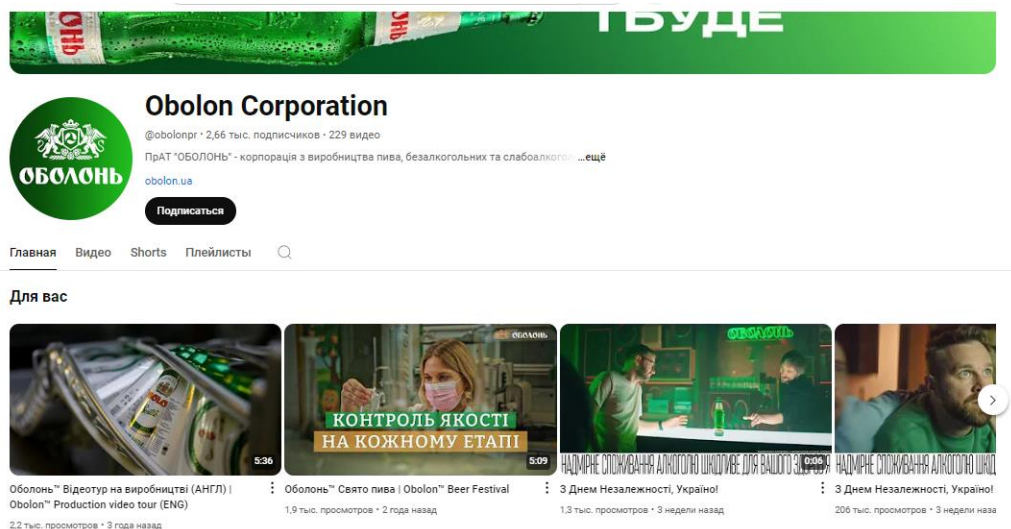 ІБУДЕ
Obolon Corporation
@obolonpr • 2,66 тыс. подписчиков • 229 видео
ПрАТ "ОБОЛОНЬ" - корпорація з виробництва пива, безалкогольних та слабоалкого ...ещё
ОБОЛОНЬ
obolon.ua
Подписаться
Главная Видео Shorts Плейлисты
Для вас
ОБОЛОНЬ
ОБОЛОНЬ
КОНТРОЛЬ ЯКОСТІ
НА КОЖНОМУ ЕТАПІ
5:36
5:09
НАДМІРНЕ СПОЖИВАННЯ АЛКОГОЛЮ ШКІДЛИВЕ ДЛЯ ВАШОГО
0:06
НАДМІРНЕ СПОЖИВАННЯ АЛКОГОЛЮ
Оболонь™ Відеотур на виробництві (АНГЛ) |
Obolon™ Production video tour (ENG)
2,2 тыс. просмотров • 3 года назад
Оболонь™ Свято пива | Obolon™ Beer Festival
1,9 тыс. просмотров • 2 года назад
З Днем Незалежності, Україно!
1,3 тыс. просмотров • 3 недели назад
З Днем Незалежності, Україно!
206 тыс. просмотров • 3 недели наза